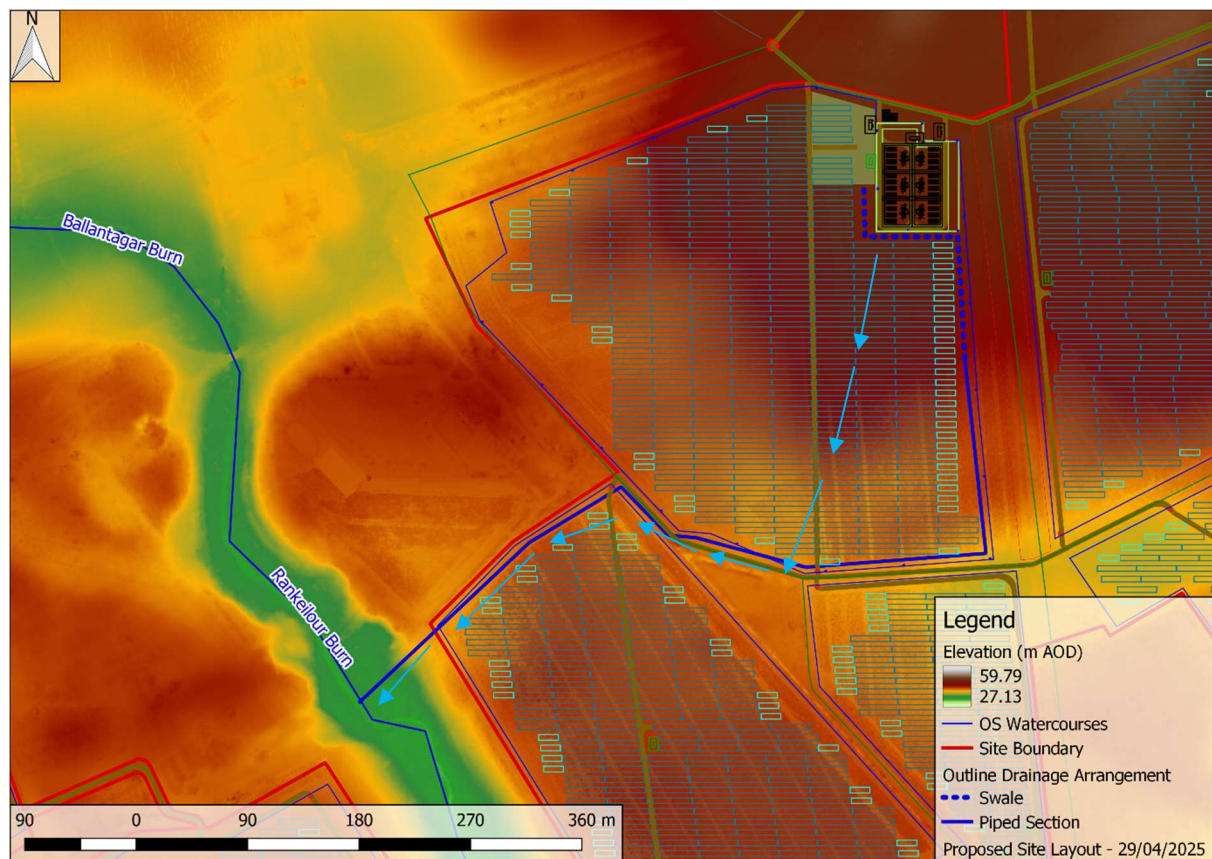 N
Ballantagar Burn
Rankeilour Burn
Legend
Elevation (m AOD)
59.79
27.13
OS Watercourses
Site Boundary
Outline Drainage Arrangement
Swale
Piped Section
Proposed Site Layout - 29/04/2025
90 0 90 180 270 360 m